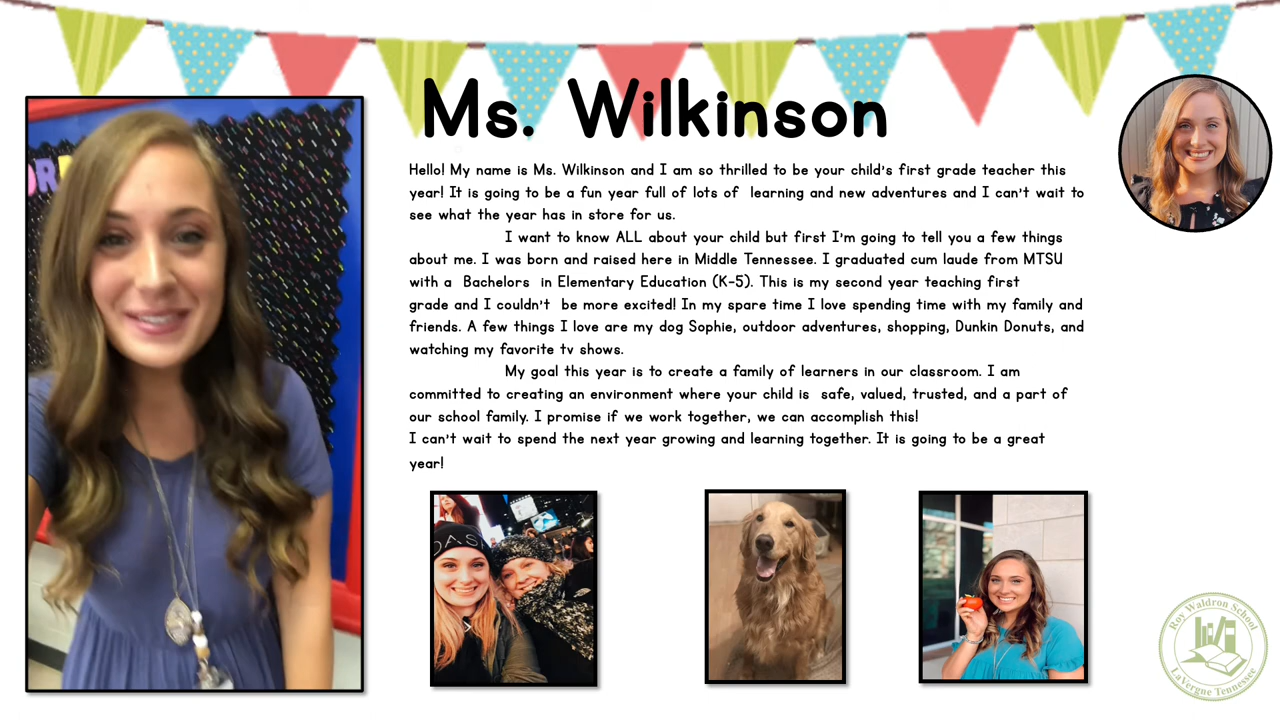 Ms. Wilkinson
Hello! My name is Ms. Wilkinson and I am so thrilled to be your child's first grade teacher this
year! It is going to be a fun year full of lots of learning and new adventures and I can't wait to
see what the year has in store for us.
I want to know ALL about your child but first I'm going to tell you a few things
about me. I was born and raised here in Middle Tennessee. I graduated cum laude from MTSU
with a Bachelors in Elementary Education (K-5). This is my second year teaching first
grade and I couldn't be more excited! In my spare time I love spending time with my family and
friends. A few things I love are my dog Sophie, outdoor adventures, shopping, Dunkin Donuts, and
watching my favorite tv shows.
My goal this year is to create a family of learners in our classroom. I am
committed to creating an environment where your child is safe, valued, trusted, and a part of
our school family. I promise if we work together, we can accomplish this!
I can't wait to spend the next year growing and learning together. It is going to be a great
year!
Roy Waldron School
LaVergne Tennessee